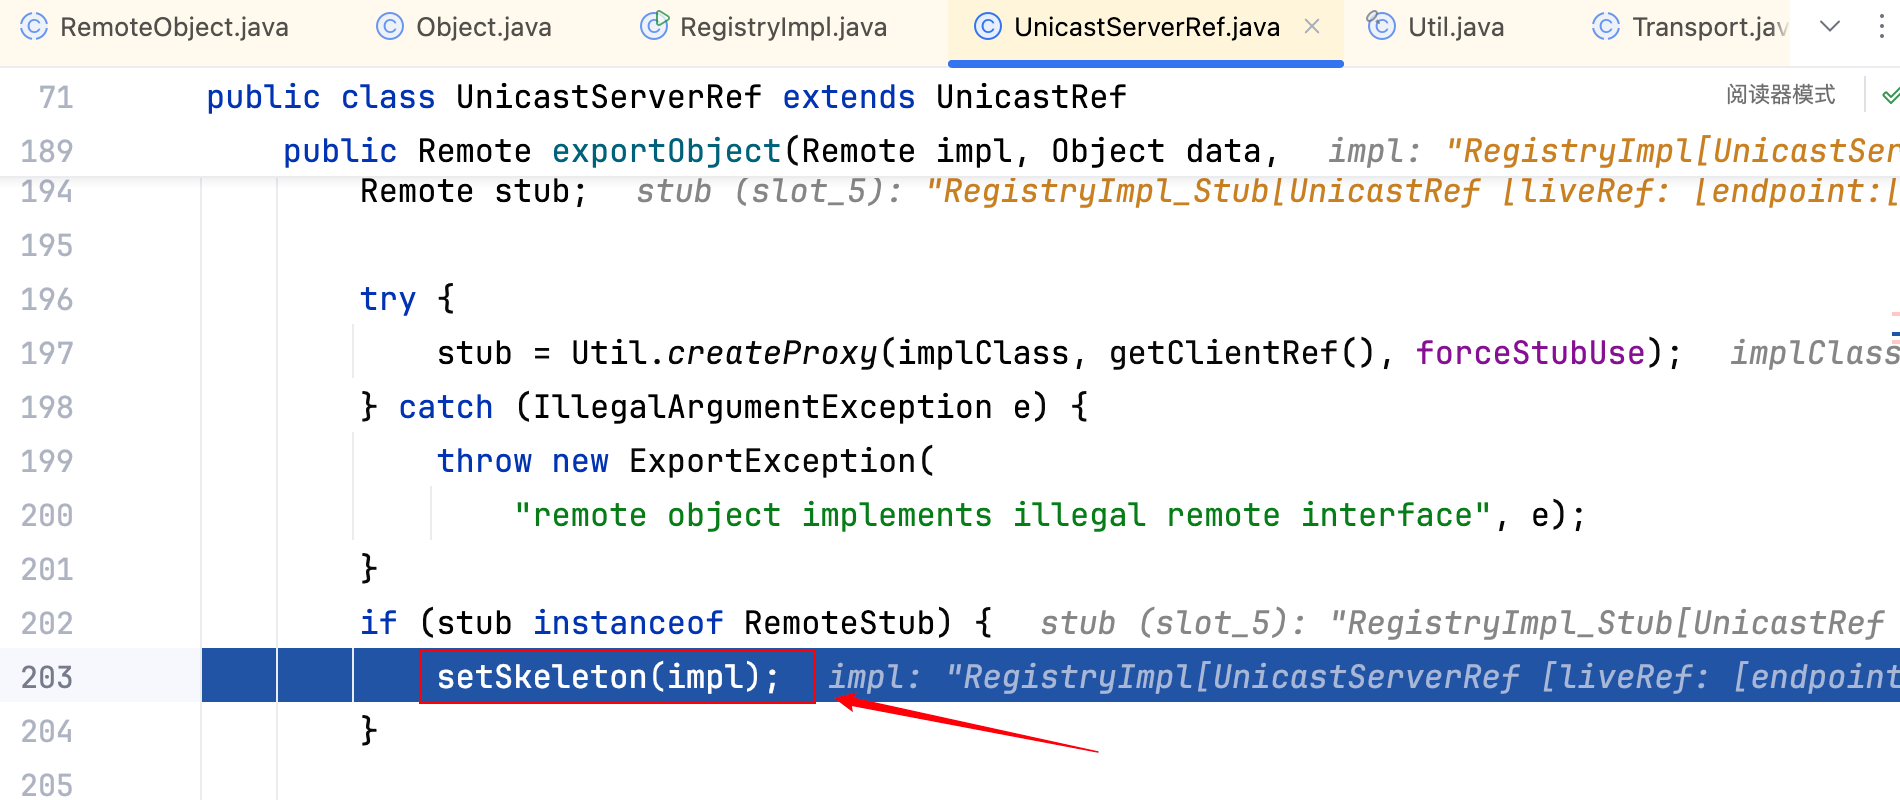 RemoteObject.java Object.java RegistryImpl.java UnicastServerRef.java Util.java Transport.jav
71 public class UnicastServerRef extends UnicastRef 阅读器模式
189 public Remote exportObject(Remote impl, Object data, impl: "RegistryImpl[UnicastSer
194 Remote stub; stub (slot_5): "RegistryImpl_Stub[UnicastRef [liveRef: [endpoint:[
195
196 try {
197 stub = Util.createProxy(implClass, getClientRef(), forceStubUse); implClass
198 } catch (IllegalArgumentException e) {
199 throw new ExportException(
200 "remote object implements illegal remote interface", e);
201 }
202 if (stub instanceof RemoteStub) { stub (slot_5): "RegistryImpl_Stub[UnicastRef
203 setSkeleton(impl); impl: "RegistryImpl[UnicastServerRef [liveRef: [endpoint
204 }
205